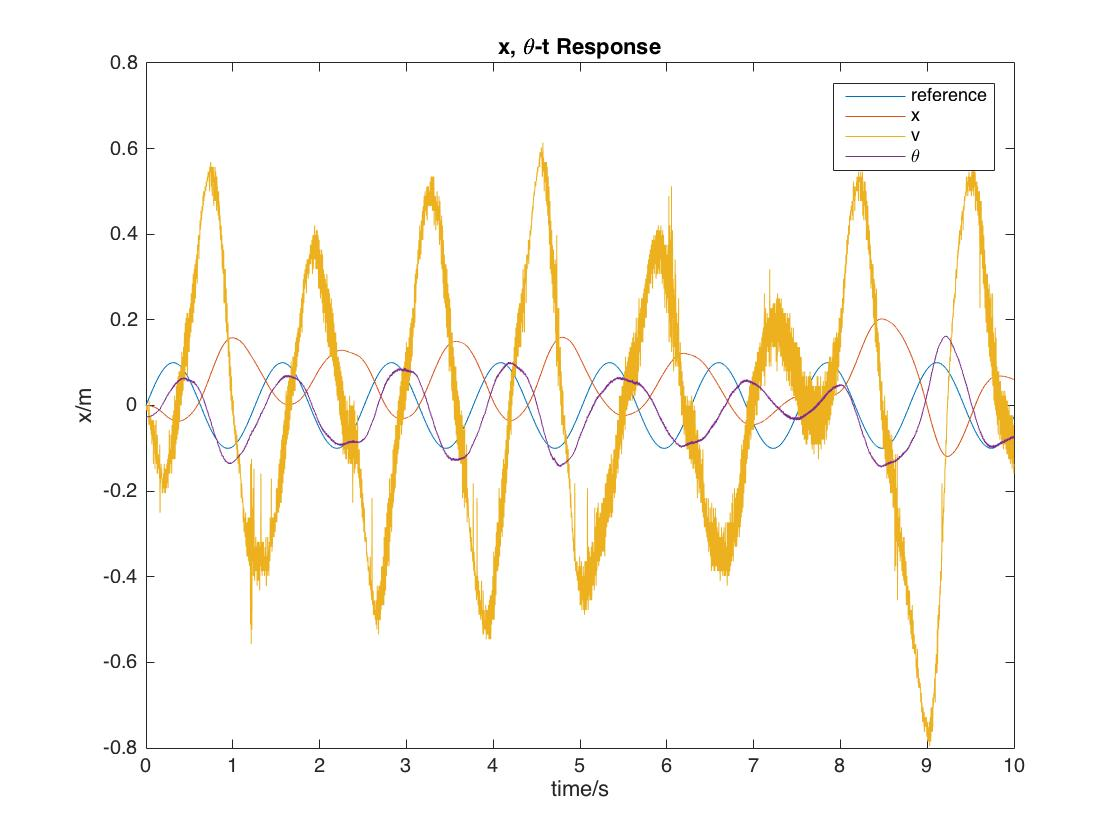 x, θ-t Response
reference
x
v
θ
0.8
0.6
0.4
0.2
0
-0.2
-0.4
-0.6
-0.8
x/m
0 1 2 3 4 5 6 7 8 9 10
time/s